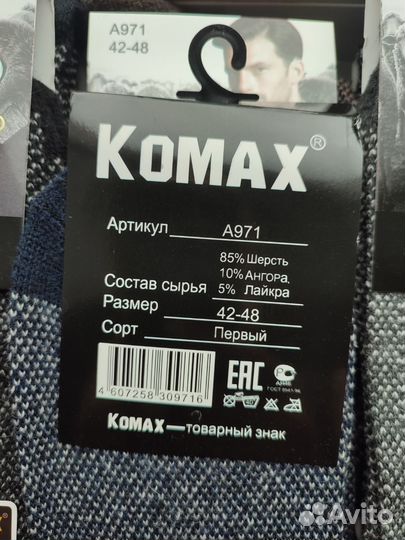 A971
42-48
KOMAX®
Артикул A971
85% Шерсть
10% АНГОРА,
Состав сырья 5% Лайкра
Размер 42-48
Сорт Первый
EAC
4 607258 309716
KOMAX—товарный знак
Avito